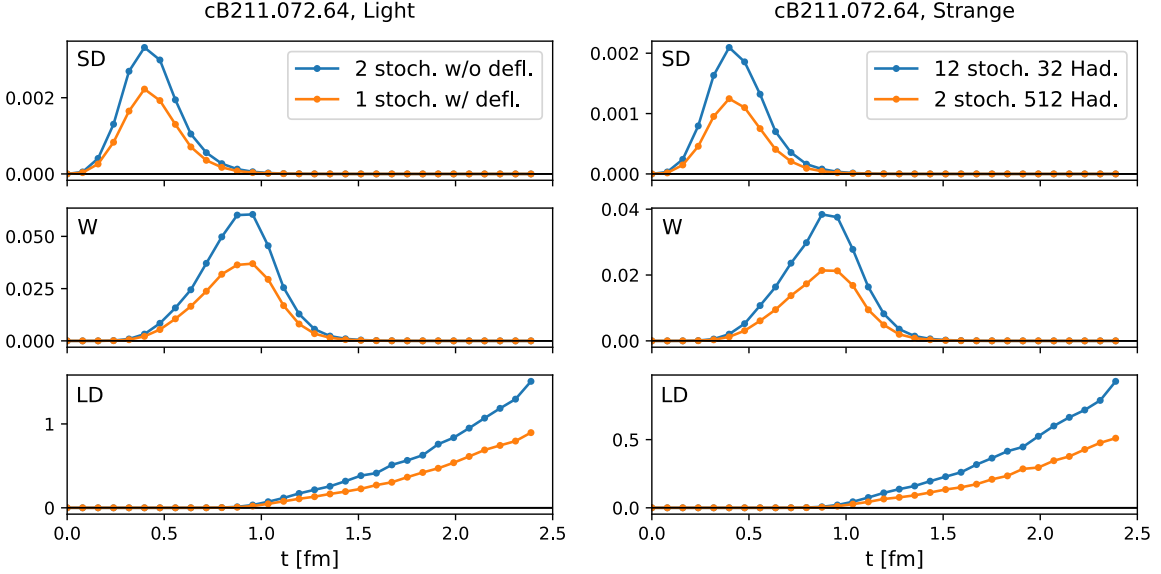 cB211.072.64, Light
SD
2 stoch. w/o defl.
1 stoch. w/ defl.
0.002
0.000
W
0.050
0.025
0.000
LD
1
0
0.0 0.5 1.0 1.5 2.0 2.5
t [fm]
cB211.072.64, Strange
SD
12 stoch. 32 Had.
2 stoch. 512 Had.
0.002
0.001
0.000
W
0.04
0.02
0.00
LD
0.5
0.0
0.0 0.5 1.0 1.5 2.0 2.5
t [fm]